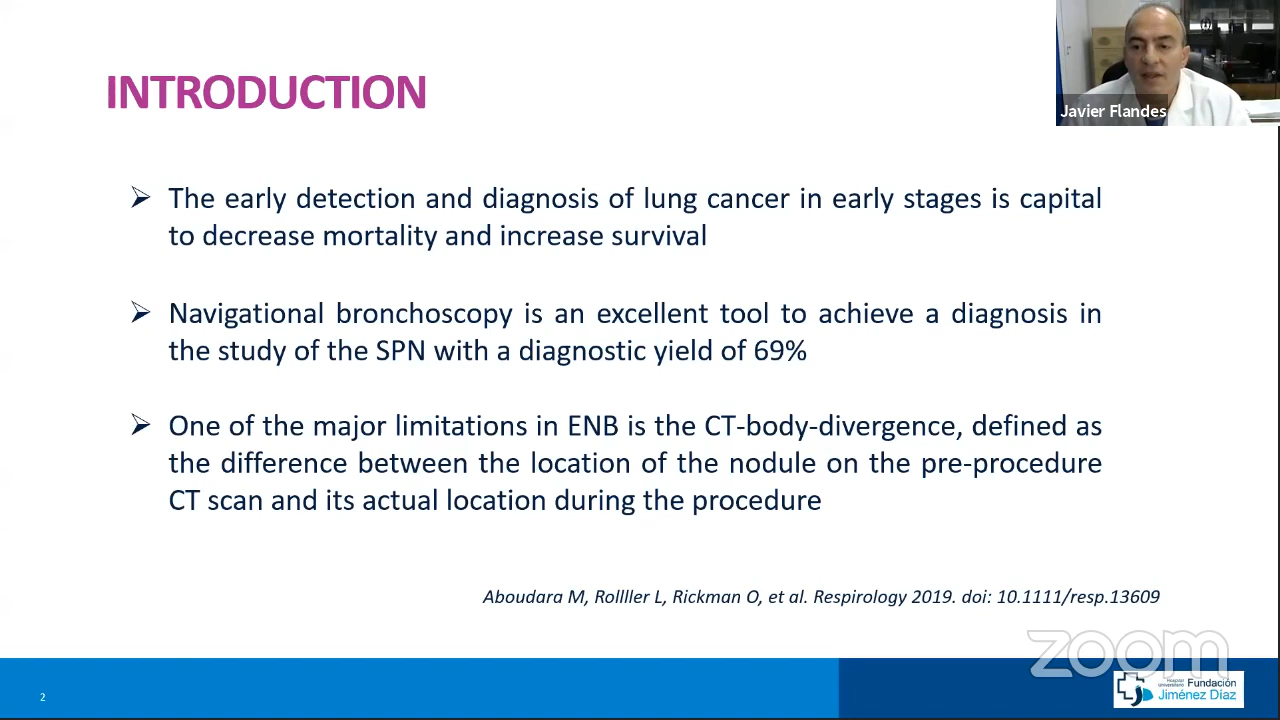 INTRODUCTION
Javier Flandes
➢ The early detection and diagnosis of lung cancer in early stages is capital
to decrease mortality and increase survival
➢ Navigational bronchoscopy is an excellent tool to achieve a diagnosis in
the study of the SPN with a diagnostic yield of 69%
➢ One of the major limitations in ENB is the CT-body-divergence, defined as
the difference between the location of the nodule on the pre-procedure
CT scan and its actual location during the procedure
Aboudara M, Rollller L, Rickman O, et al. Respirology 2019. doi: 10.1111/resp.13609
zoom
2
Hospital
Universitario
Fundación
Jiménez Díaz